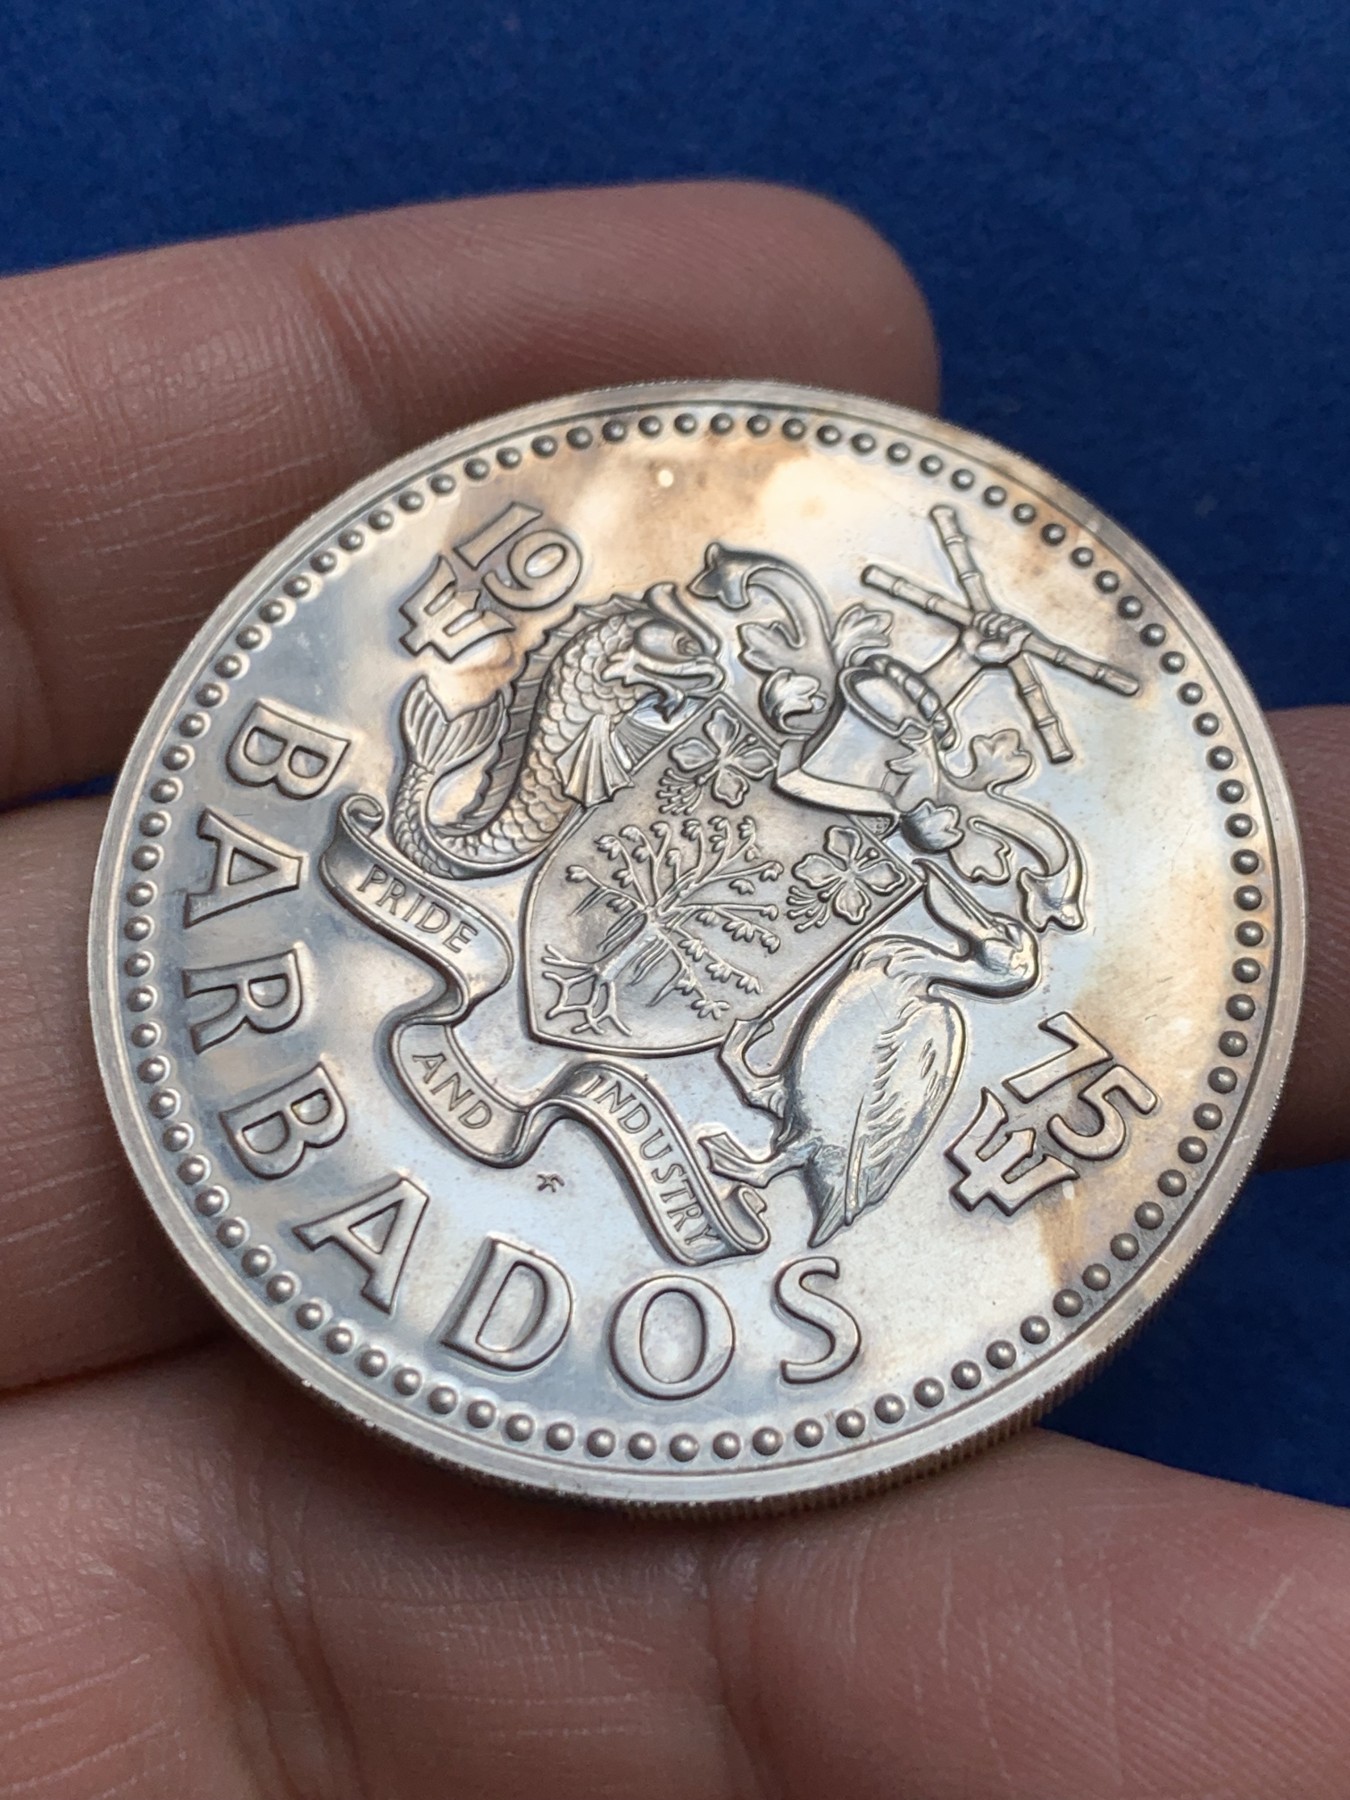 19 75
PRIDE AND INDUSTRY
BARBADOS